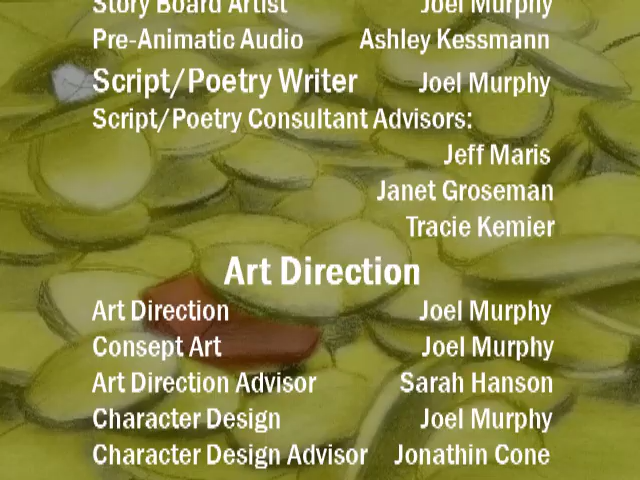 Story Board Artist Joel Murphy
Pre-Animatic Audio Ashley Kessmann
Script/Poetry Writer Joel Murphy
Script/Poetry Consultant Advisors:
Jeff Maris
Janet Groseman
Tracie Kemier
Art Direction
Art Direction Joel Murphy
Consept Art Joel Murphy
Art Direction Advisor Sarah Hanson
Character Design Joel Murphy
Character Design Advisor Jonathin Cone